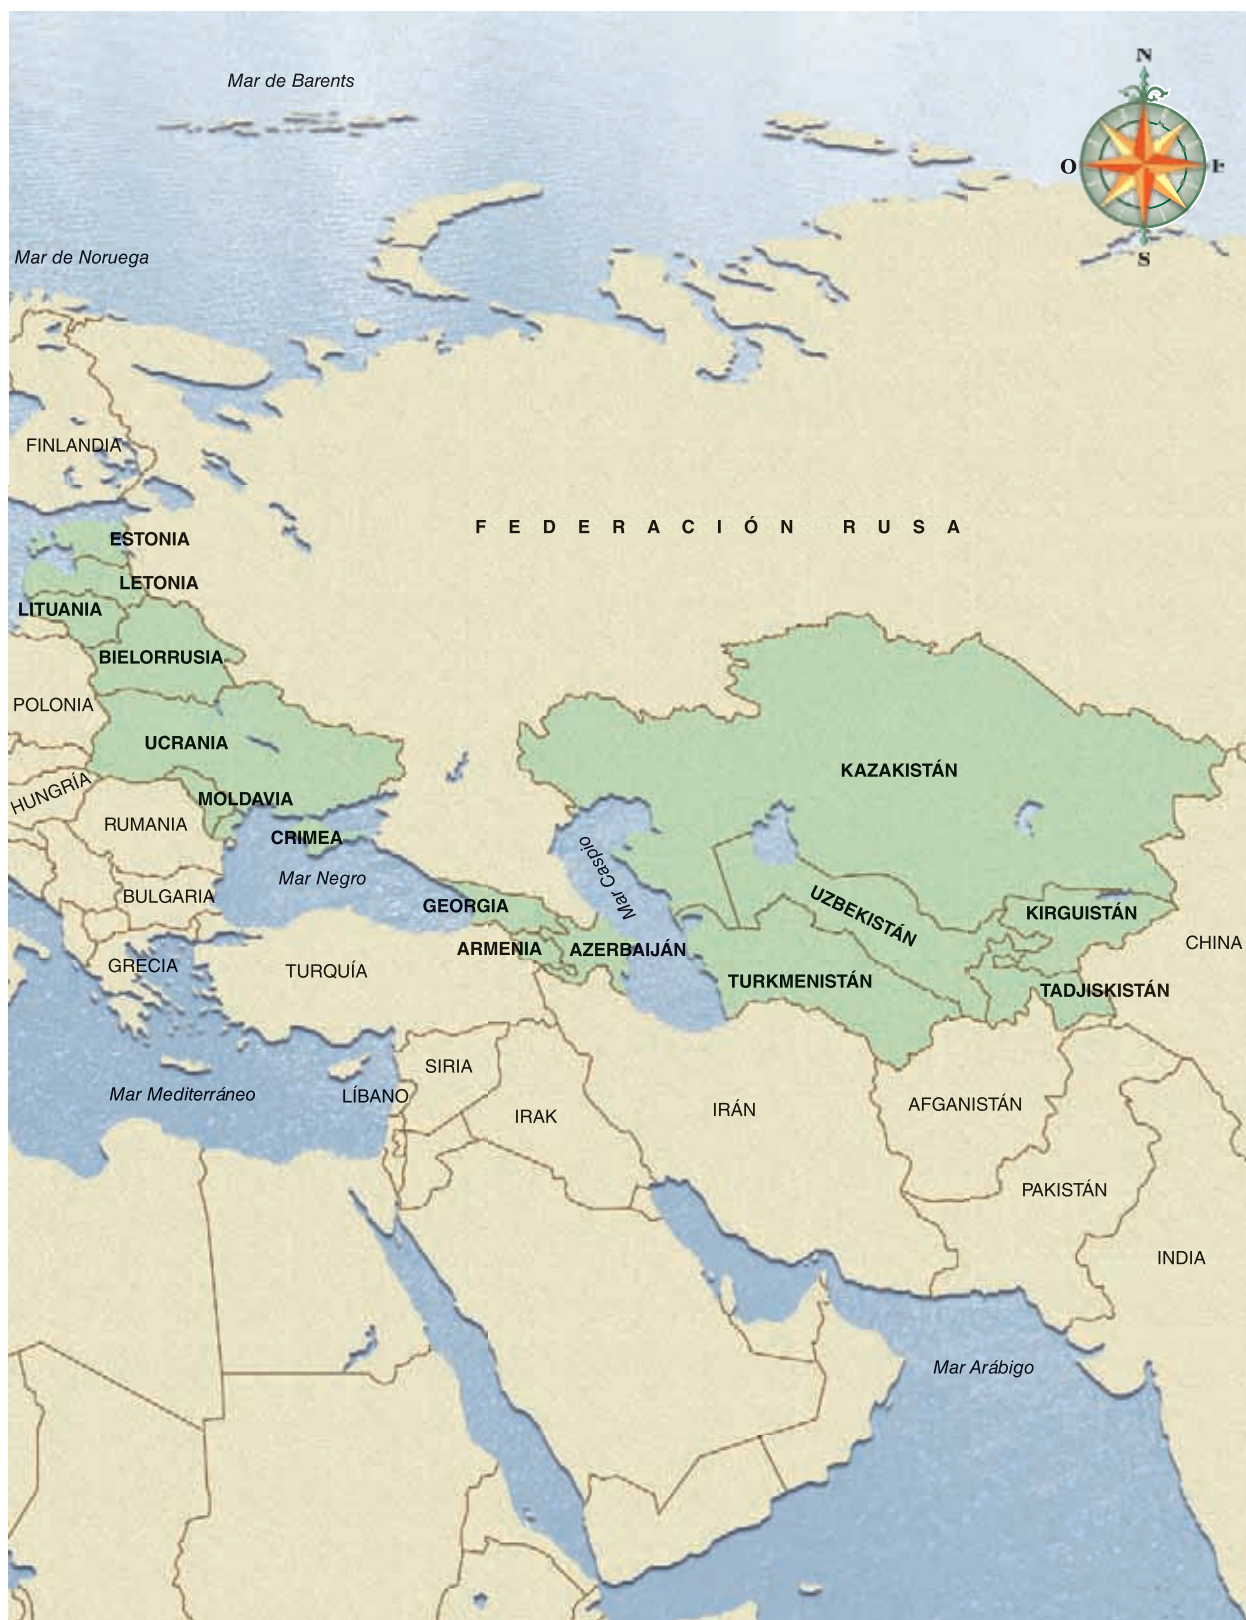 N
Mar de Barents
O
E
Mar de Noruega
S
FINLANDIA
FEDERACIÓN RUSA
ESTONIA
LETONIA
LITUANIA
BIELORRUSIA
POLONIA
UCRANIA
KAZAKISTÁN
HUNGRÍA
MOLDAVIA
RUMANIA
CRIMEA
Mar Caspio
Mar Negro
BULGARIA
GEORGIA
UZBEKISTÁN
KIRGUISTÁN
CHINA
ARMENIA
AZERBAIJÁN
GRECIA
TURQUÍA
TURKMENISTÁN
TADJISKISTÁN
SIRIA
Mar Mediterráneo
LÍBANO
IRAK
IRÁN
AFGANISTÁN
PAKISTÁN
INDIA
Mar Arábigo